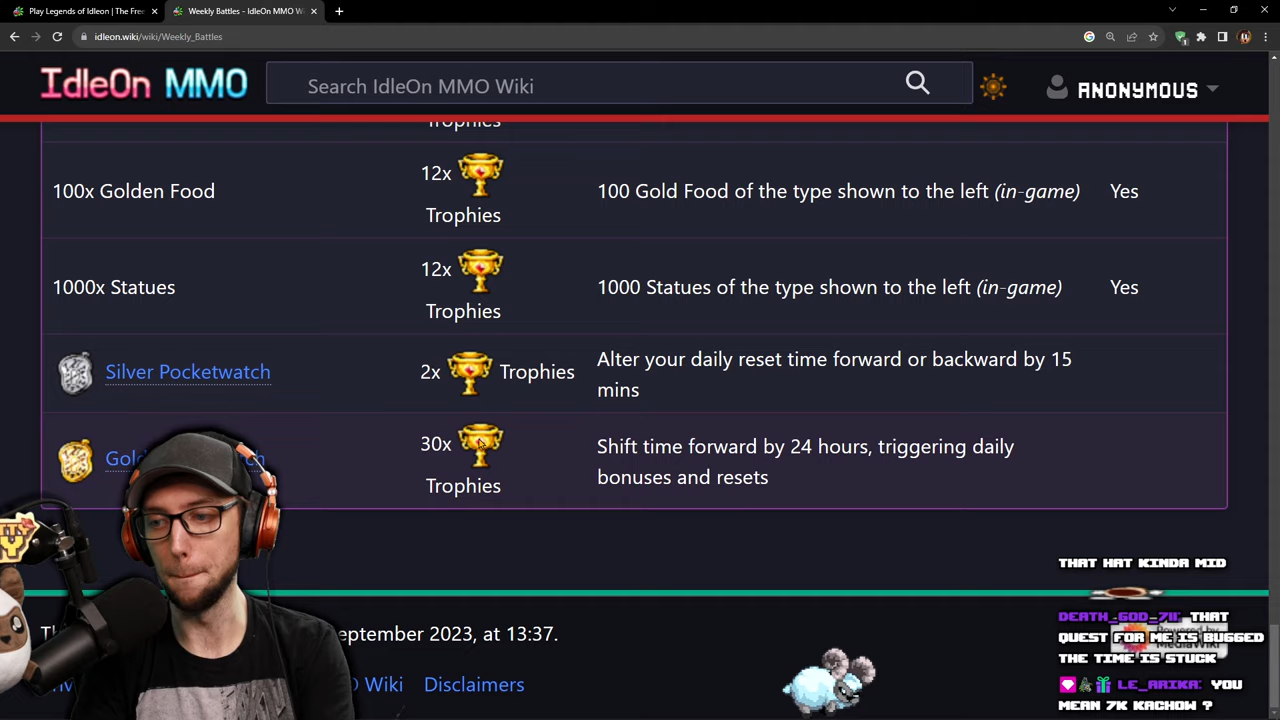 Play Legends of Idleon | The Free
Weekly Battles - IdleOn MMO W
idleon.wiki/wiki/Weekly_Battles
IdleOn MMO
Search IdleOn MMO Wiki
ANONYMOUS
Trophies
100x Golden Food
12x
Trophies
100 Gold Food of the type shown to the left (in-game)
Yes
1000x Statues
12x
Trophies
1000 Statues of the type shown to the left (in-game)
Yes
Silver Pocketwatch
2x Trophies
Alter your daily reset time forward or backward by 15
mins
30x
Trophies
Shift time forward by 24 hours, triggering daily
bonuses and resets
THAT HAT KINDA MID
DEATH_GOD_711: THAT
QUEST FOR ME IS BUGGED
THE TIME IS STUCK
LE_ARIKA: YOU
MEAN 7K KACHOW ?
eptember 2023, at 13:37.
Wiki
Disclaimers